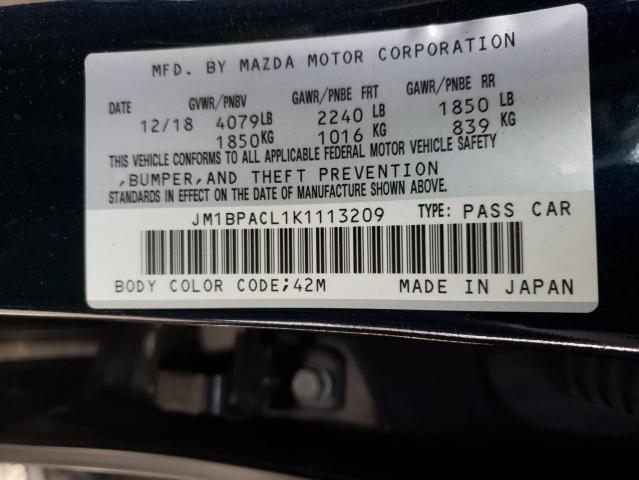 MFD. BY MAZDA MOTOR CORPORATION
DATE GVWR/PNBV GAWR/PNBE FRT GAWR/PNBE RR
12/18 4079LB 2240 LB 1850 LB
1850KG 1016 KG 839 KG
THIS VEHICLE CONFORMS TO ALL APPLICABLE FEDERAL MOTOR VEHICLE SAFETY
,BUMPER,AND THEFT PREVENTION
STANDARDS IN EFFECT ON THE DATE OF MANUFACTURE SHOWN ABOVE.
JM1BPACL1K1113209 TYPE: PASS CAR
BODY COLOR CODE;42M MADE IN JAPAN